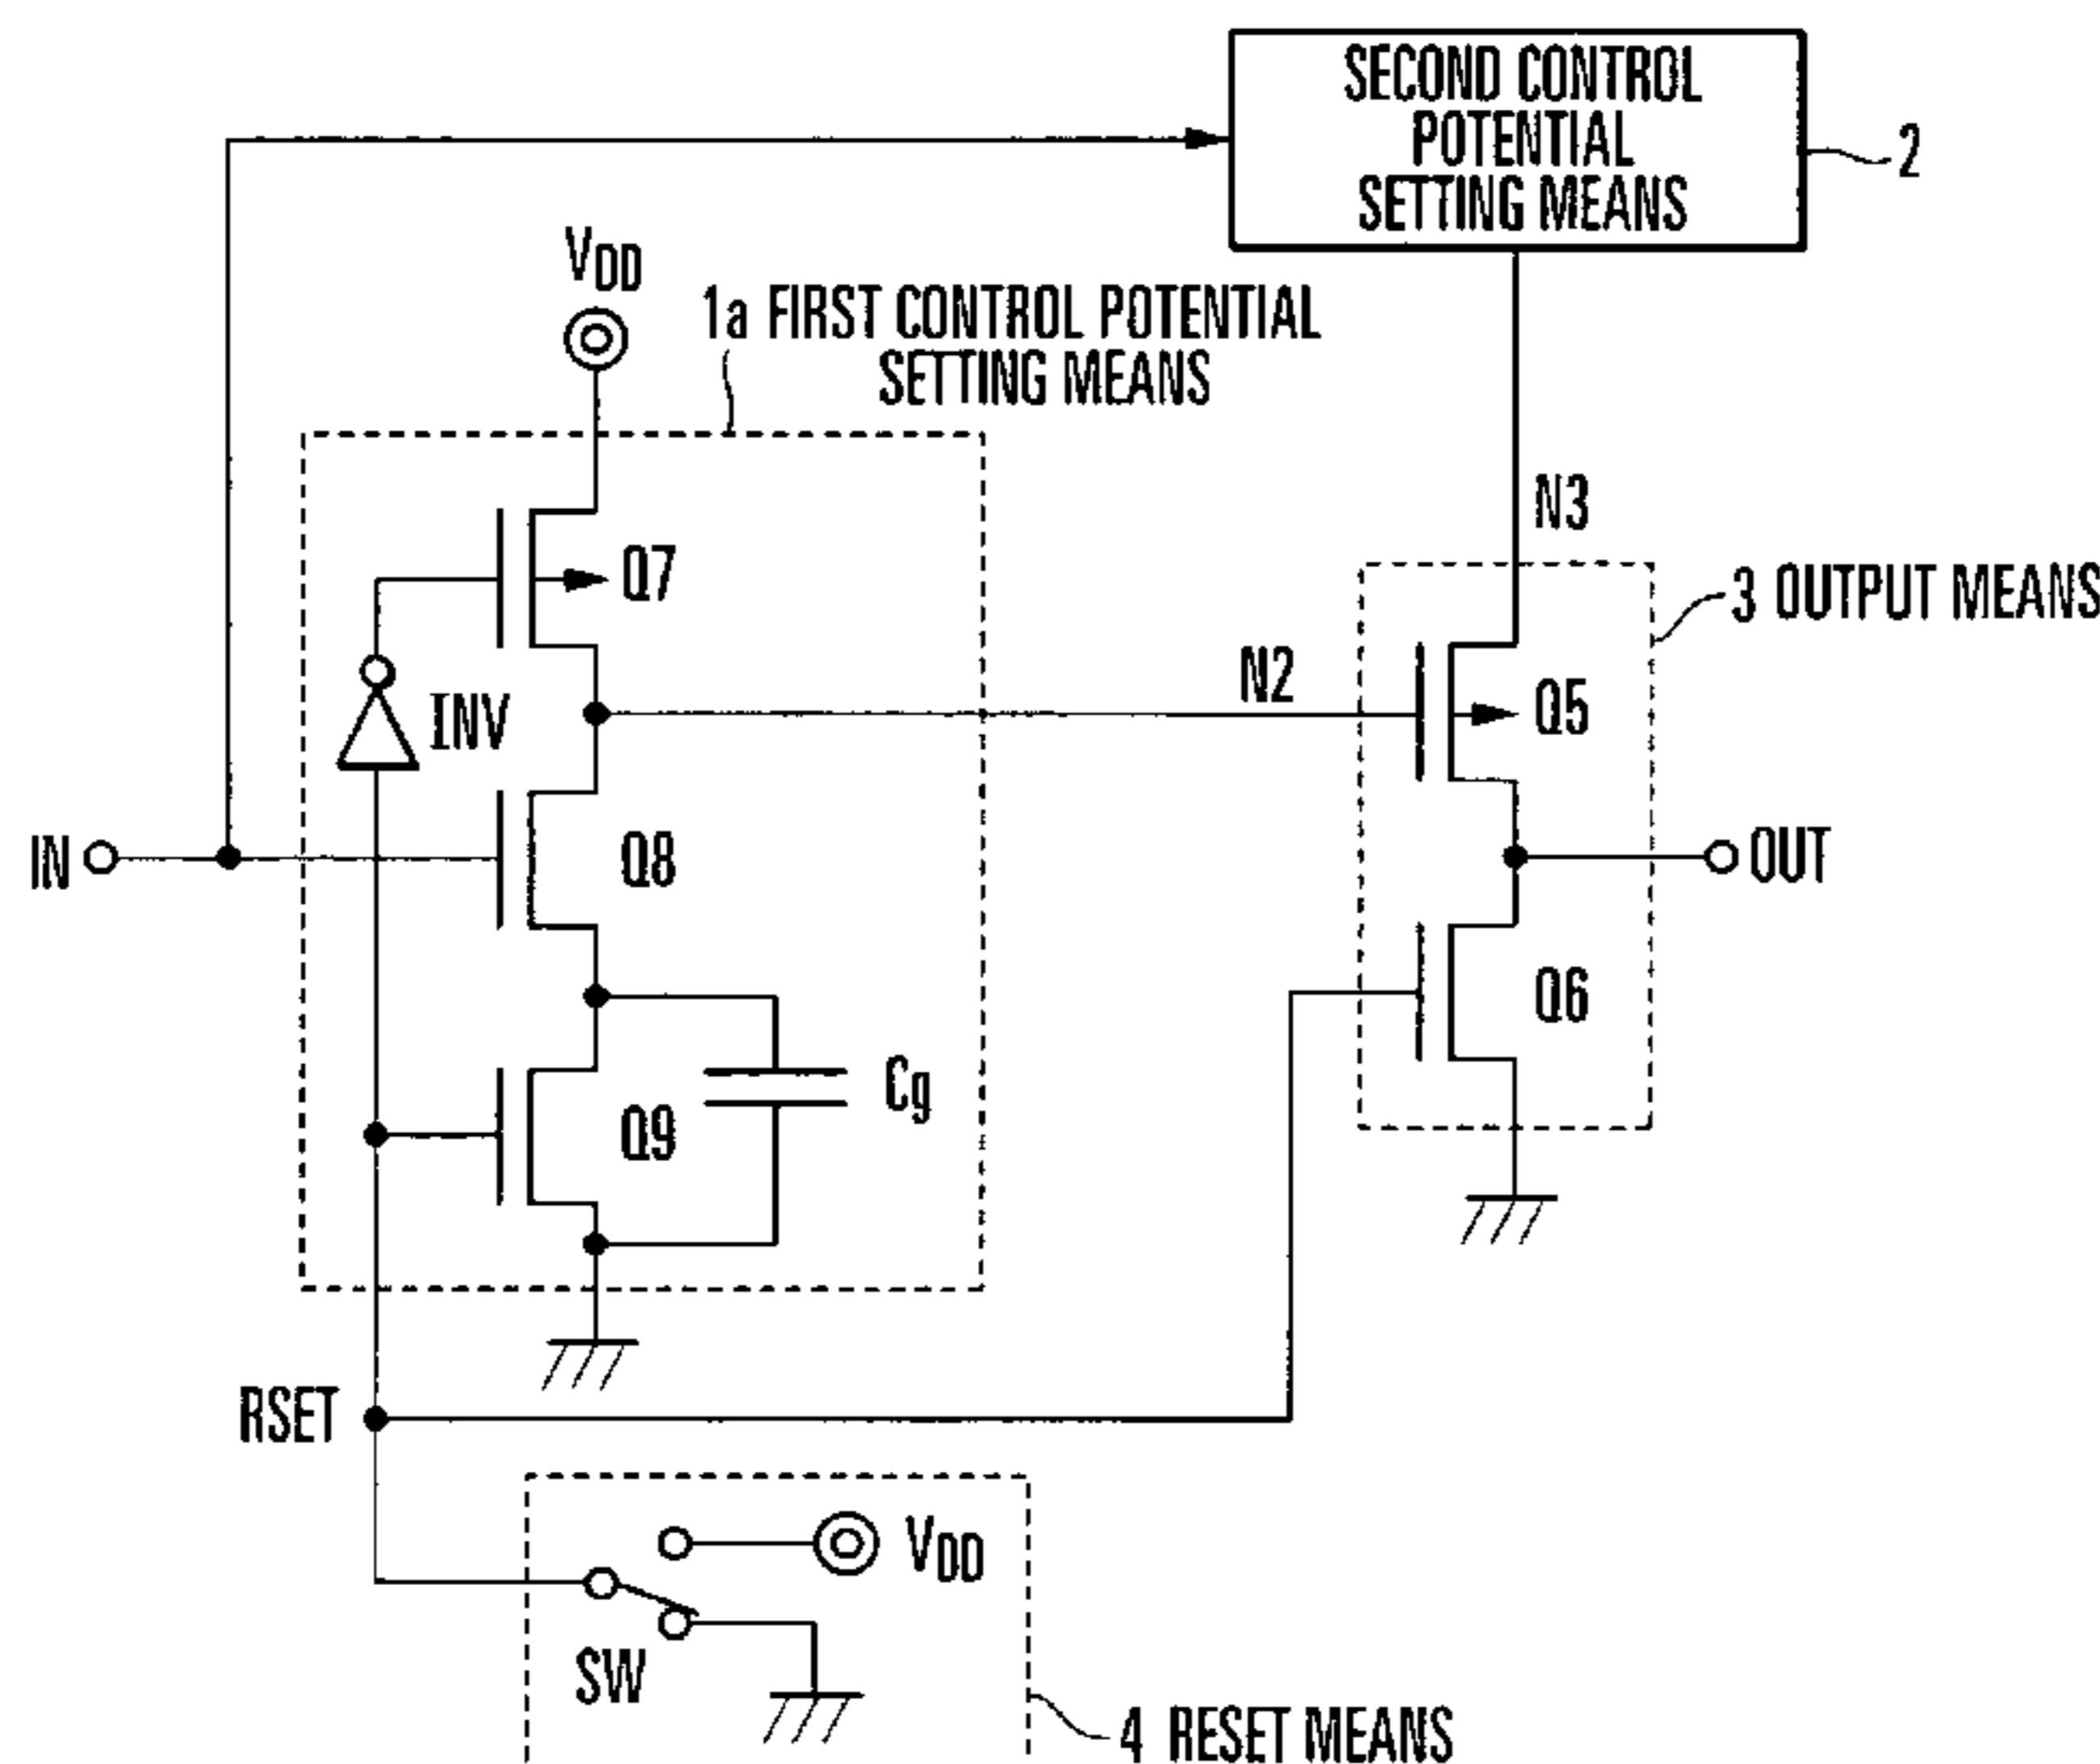 SECOND CONTROL
POTENTIAL
SETTING MEANS
2
VDD
1a FIRST CONTROL POTENTIAL
SETTING MEANS
N3
Q7
3 OUTPUT MEANS
N2
Q5
INV
IN
Q8
OUT
Q6
Cg
Q9
RSET
VDD
SW
4 RESET MEANS